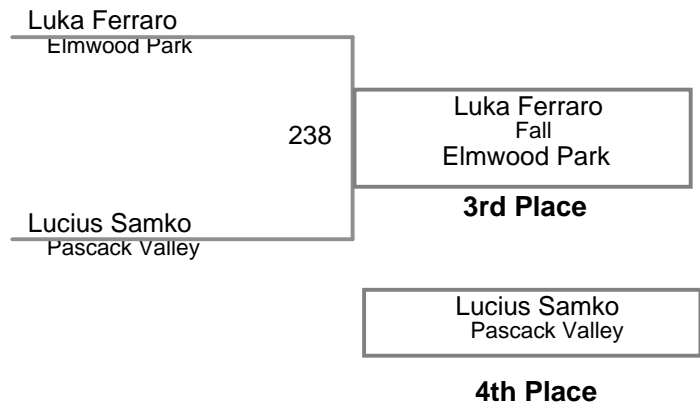 Luka Ferraro
Elmwood Park
238
Luka Ferraro
Fall
Elmwood Park
3rd Place
Lucius Samko
Pascack Valley
Lucius Samko
Pascack Valley
4th Place